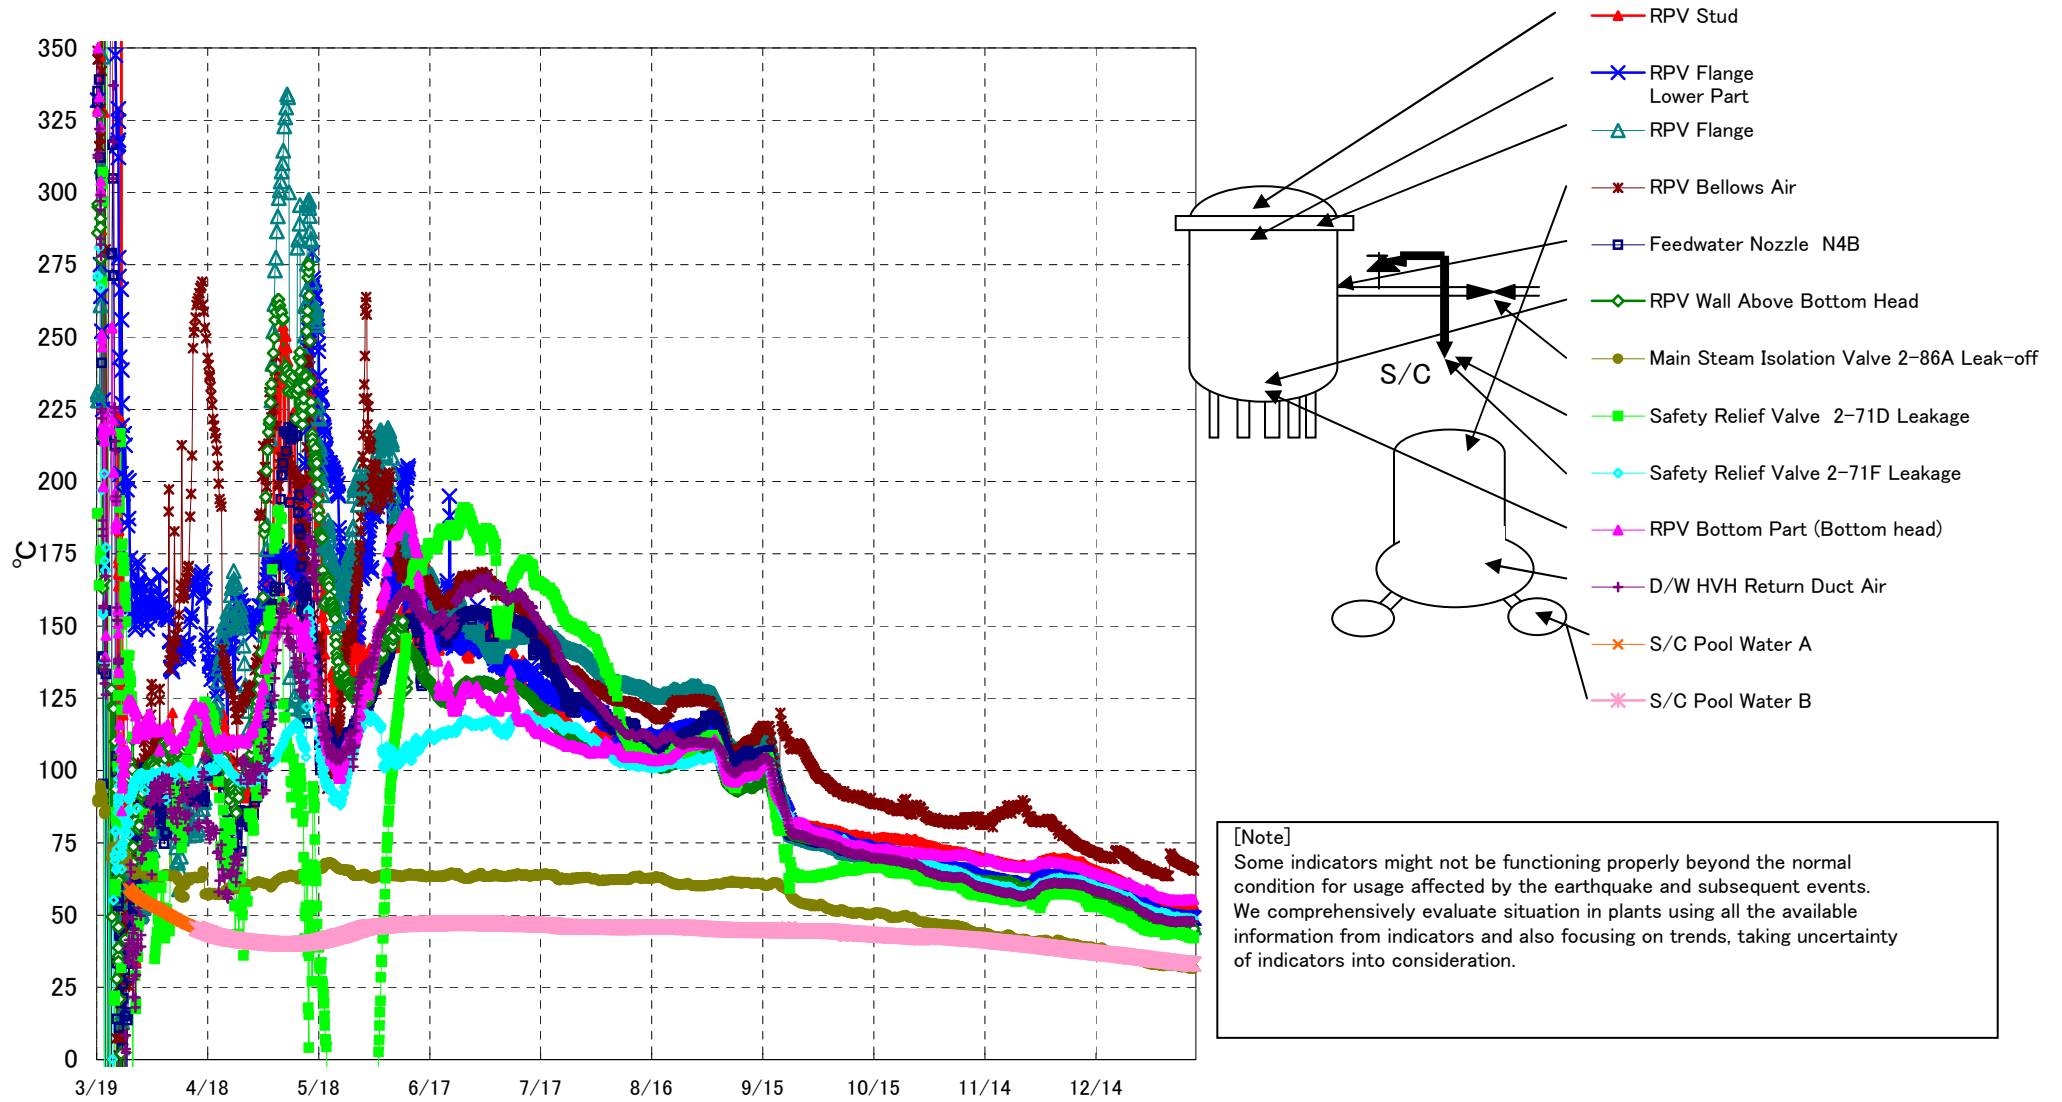 350
325
300
275
250
225
200
175
150
125
100
75
50
25
0
℃
3/19
4/18
5/18
6/17
7/17
8/16
9/15
10/15
11/14
12/14
RPV Stud
RPV Flange
Lower Part
RPV Flange
RPV Bellows Air
Feedwater Nozzle N4B
RPV Wall Above Bottom Head
Main Steam Isolation Valve 2-86A Leak-off
Safety Relief Valve 2-71D Leakage
Safety Relief Valve 2-71F Leakage
RPV Bottom Part (Bottom head)
D/W HVH Return Duct Air
S/C Pool Water A
S/C Pool Water B
S/C
[Note]
Some indicators might not be functioning properly beyond the normal
condition for usage affected by the earthquake and subsequent events.
We comprehensively evaluate situation in plants using all the available
information from indicators and also focusing on trends, taking uncertainty
of indicators into consideration.